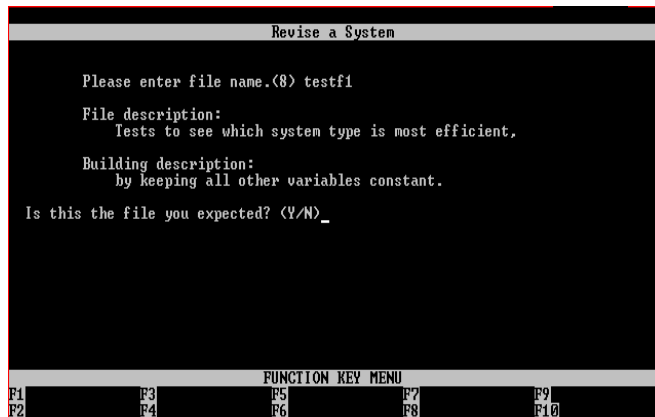 Revise a System
Please enter file name.(8) testf1
File description:
Tests to see which system type is most efficient,
Building description:
by keeping all other variables constant.
Is this the file you expected? (Y/N)_
FUNCTION KEY MENU
F1 F3 F5 F7 F9
F2 F4 F6 F8 F10